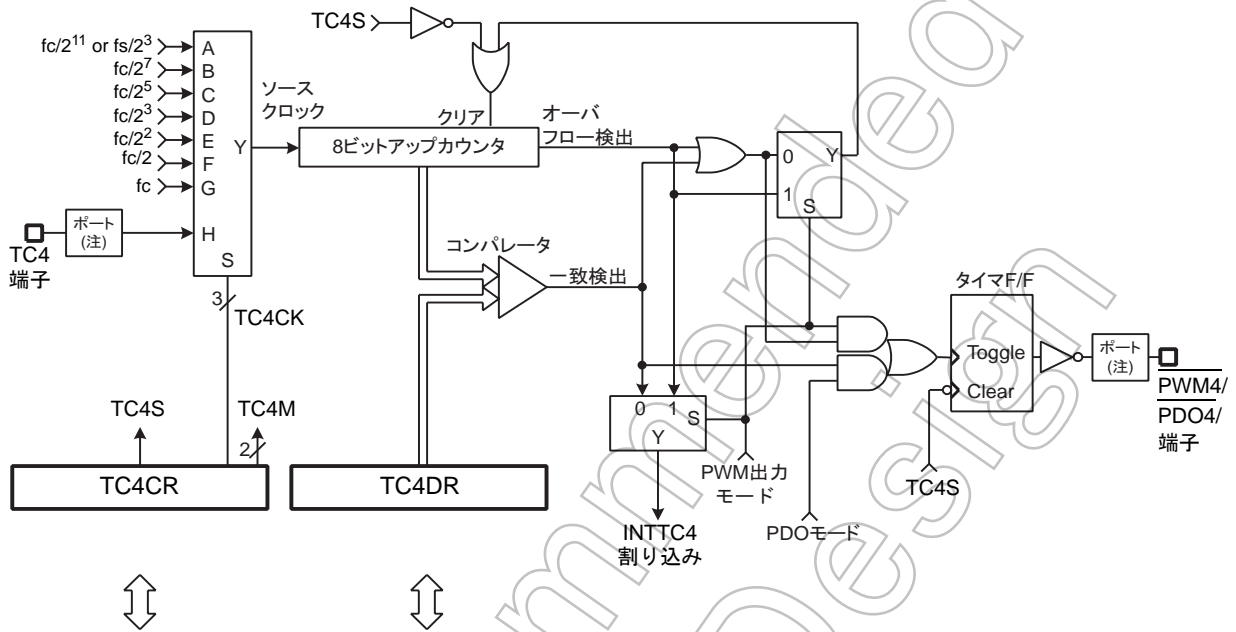 TC4S
fc/2¹¹ or fs/2³
fc/2⁷
fc/2⁵
fc/2³
fc/2²
fc/2
fc
A
B
C
D
E
F
G
H
Y
S
TC4
端子
ポート
(注)
ソース
クロック
クリア
オーバ
フロー検出
8ビットアップカウンタ
コンパレータ
一致検出
0
1
Y
S
3
TC4CK
TC4S
TC4M
2
TC4CR
TC4DR
0
1
S
Y
PWM出力
モード
INTTC4
割り込み
PDOモード
タイマF/F
Toggle
Clear
TC4S
ポート
(注)
PWM4/
PDO4/
端子
mmended
Design